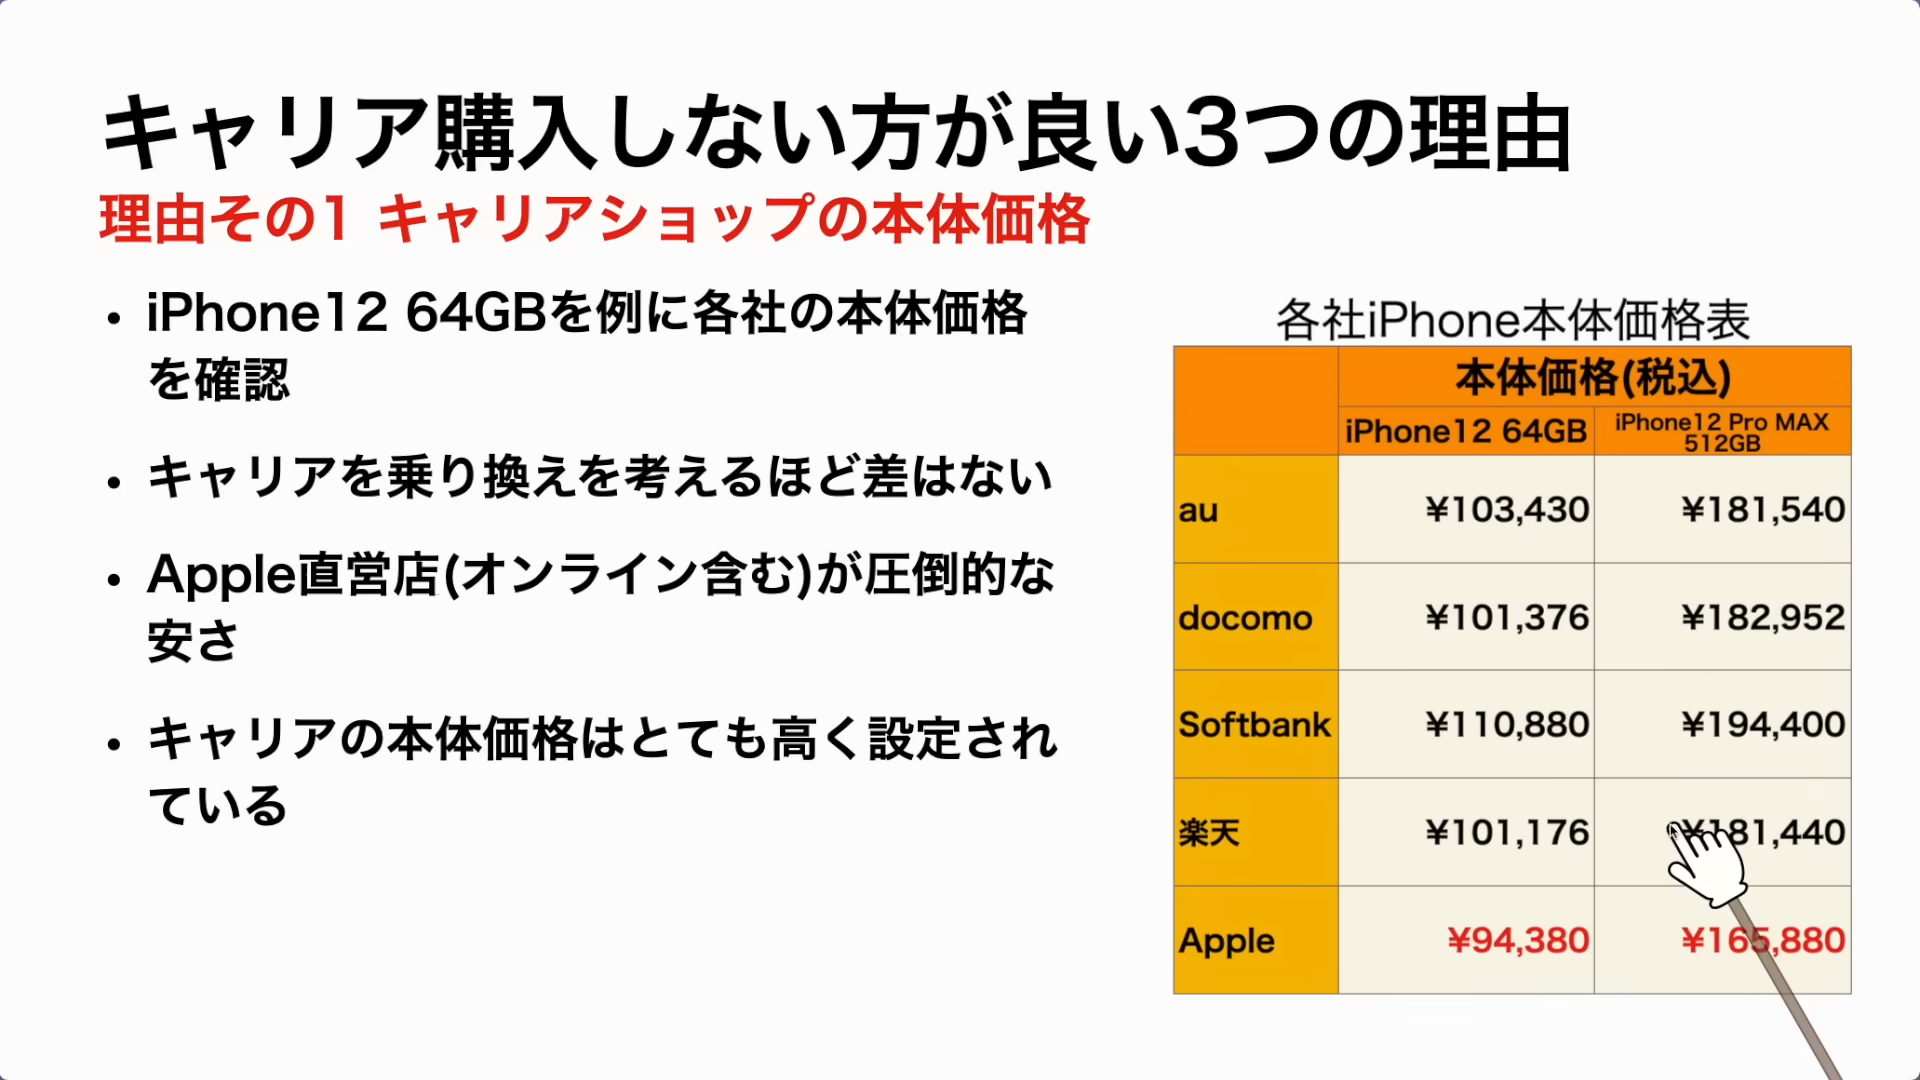 キャリア購入しない方が良い3つの理由
理由その1 キャリアショップの本体価格
• iPhone12 64GBを例に各社の本体価格
を確認
• キャリアを乗り換えを考えるほど差はない
• Apple直営店(オンライン含む)が圧倒的な
安さ
• キャリアの本体価格はとても高く設定され
ている
各社iPhone本体価格表
本体価格(税込)
iPhone12 64GB
iPhone12 Pro MAX
512GB
au ¥103,430 ¥181,540
docomo ¥101,376 ¥182,952
Softbank ¥110,880 ¥194,400
楽天 ¥101,176 ¥181,440
Apple ¥94,380 ¥165,880